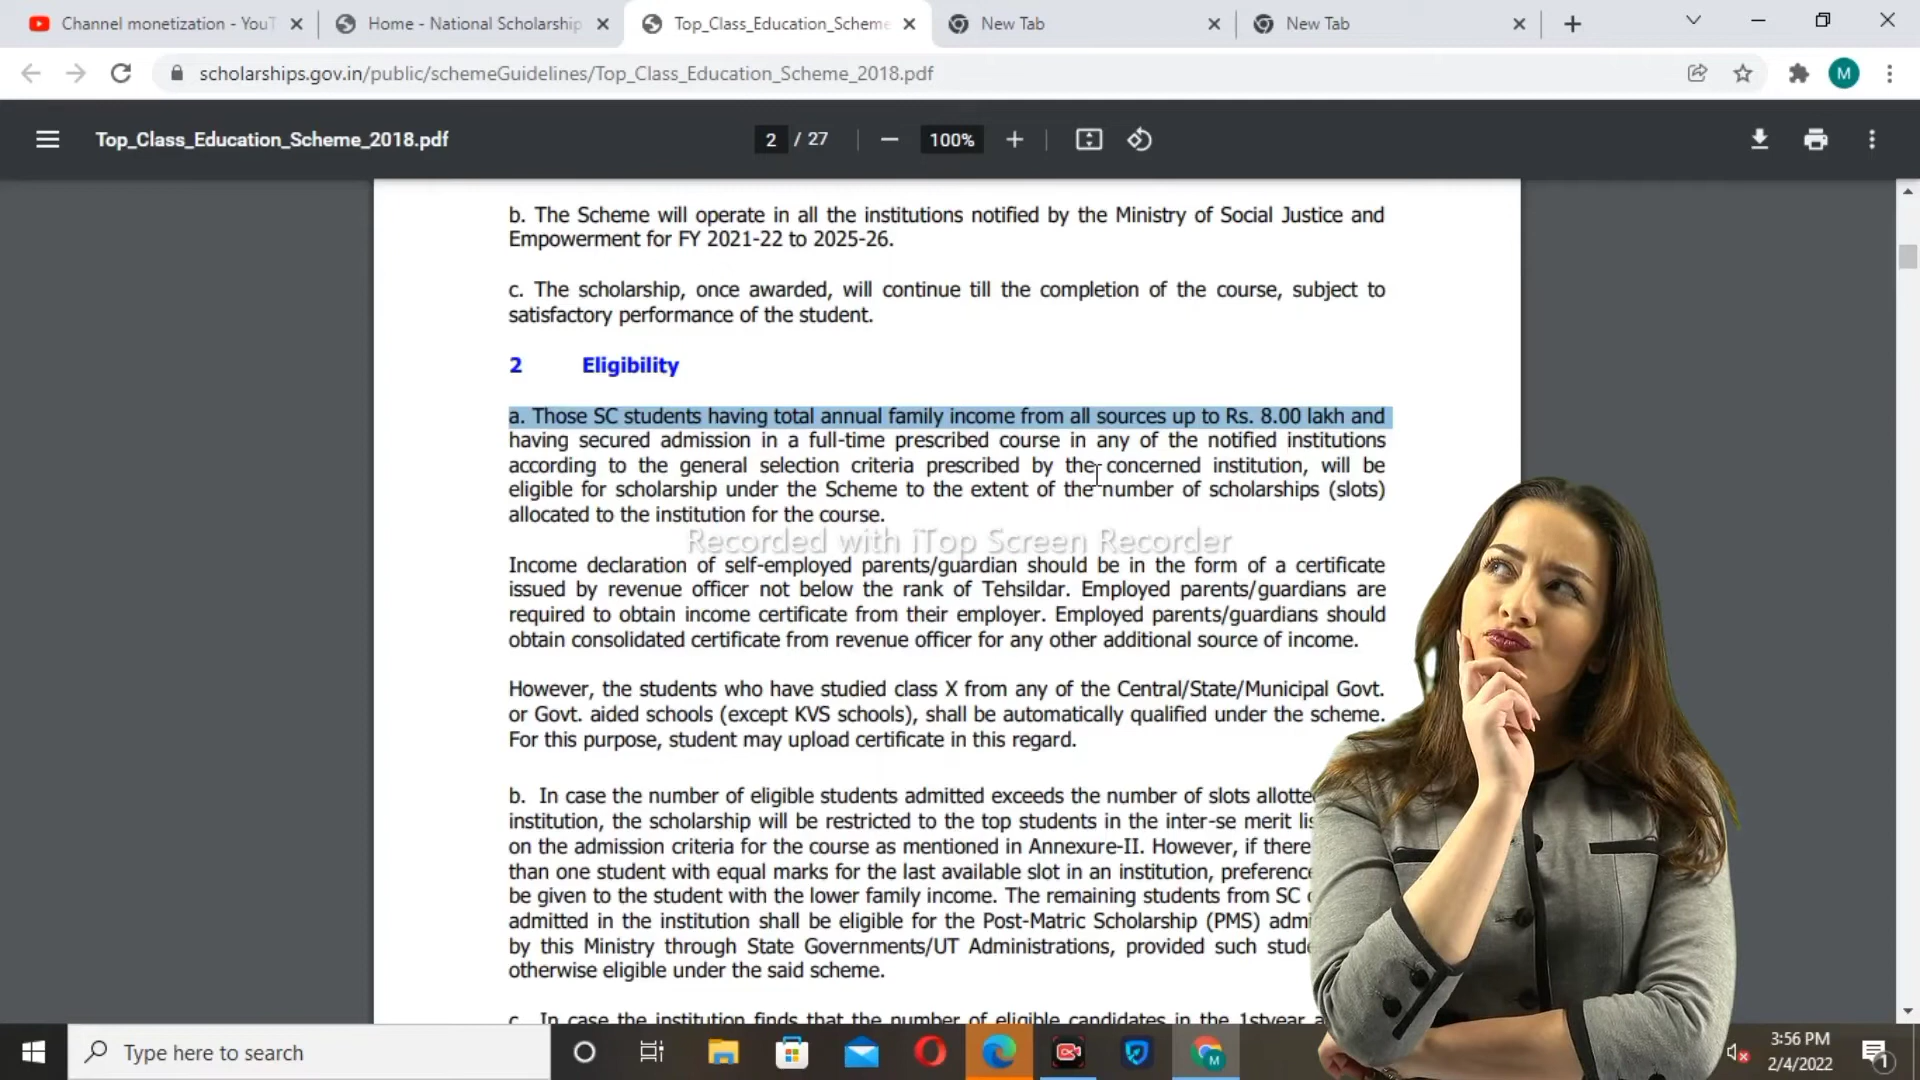 Channel monetization - YouT
Home - National Scholarship
Top_Class_Education_Scheme
New Tab
New Tab
scholarships.gov.in/public/schemeGuidelines/Top_Class_Education_Scheme_2018.pdf
M
Top_Class_Education_Scheme_2018.pdf
2 / 27
100%
b. The Scheme will operate in all the institutions notified by the Ministry of Social Justice and
Empowerment for FY 2021-22 to 2025-26.
c. The scholarship, once awarded, will continue till the completion of the course, subject to
satisfactory performance of the student.
2 Eligibility
a. Those SC students having total annual family income from all sources up to Rs. 8.00 lakh and
having secured admission in a full-time prescribed course in any of the notified institutions
according to the general selection criteria prescribed by the concerned institution, will be
eligible for scholarship under the Scheme to the extent of the number of scholarships (slots)
allocated to the institution for the course.
Recorded with iTop Screen Recorder
Income declaration of self-employed parents/guardian should be in the form of a certificate
issued by revenue officer not below the rank of Tehsildar. Employed parents/guardians are
required to obtain income certificate from their employer. Employed parents/guardians should
obtain consolidated certificate from revenue officer for any other additional source of income.
However, the students who have studied class X from any of the Central/State/Municipal Govt.
or Govt. aided schools (except KVS schools), shall be automatically qualified under the scheme.
For this purpose, student may upload certificate in this regard.
b. In case the number of eligible students admitted exceeds the number of slots
institution, the scholarship will be restricted to the top students in the inter-se merit
on the admission criteria for the course as mentioned in Annexure-II. However, if there
than one student with equal marks for the last available slot in an institution,
be given to the student with the lower family income. The remaining students from SC
admitted in the institution shall be eligible for the Post-Matric Scholarship (PMS)
by this Ministry through State Governments/UT Administrations, provided such
otherwise eligible under the said scheme.
c. In case the institution finds that the number of eligible candidates in the 1styear
Type here to search
M
3:56 PM
2/4/2022
1